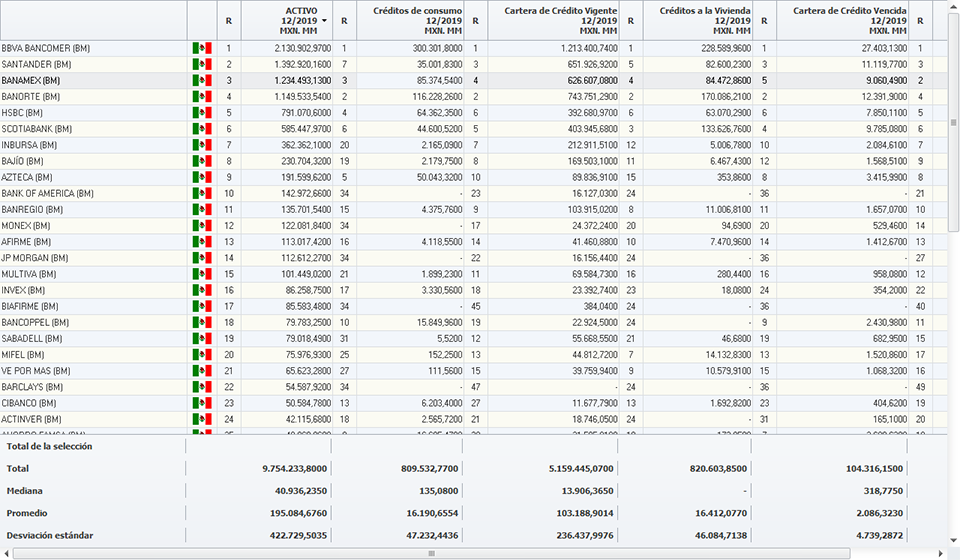 R ACTIVO 12/2019 MXN. MM R Créditos de consumo 12/2019 MXN. MM R Cartera de Crédito Vigente 12/2019 MXN. MM R Créditos a la Vivienda 12/2019 MXN. MM R Cartera de Crédito Vencida 12/2019 MXN. MM R
BBVA BANCOMER (BM) 1 2.130.902,9700 1 300.301,8000 1 1.213.400,7400 1 228.589,9600 1 27.403,1300 1
SANTANDER (BM) 2 1.392.920,1600 7 35.001,8300 3 651.926,9200 5 82.600,2300 3 11.119,7700 3
BANAMEX (BM) 3 1.234.493,1300 3 85.374,5400 4 626.607,0800 4 84.472,8600 5 9.060,4900 2
BANORTE (BM) 4 1.149.533,5400 2 116.228,2600 2 743.751,2900 2 170.086,2100 2 12.391,9000 4
HSBC (BM) 5 791.070,6000 4 64.362,3500 6 392.680,9700 6 63.070,2900 6 7.850,1100 5
SCOTIABANK (BM) 6 585.447,9700 6 44.600,5200 5 403.945,6800 3 133.626,7600 4 9.785,0800 6
INBURSA (BM) 7 362.362,1000 20 2.165,0900 7 212.911,5100 12 5.006,7800 10 2.084,6100 7
BAJÍO (BM) 8 230.704,3200 19 2.179,7500 8 169.503,1000 11 6.467,4300 12 1.568,5100 9
AZTECA (BM) 9 191.599,6200 5 50.043,3200 10 89.836,9100 15 353,8600 8 3.415,9900 8
BANK OF AMERICA (BM) 10 142.972,6600 34 - 23 16.127,0300 24 - 36 - 21
BANREGIO (BM) 11 135.701,5400 15 4.375,7600 9 103.915,0200 8 11.006,8100 11 1.657,0700 10
MONEX (BM) 12 122.081,8400 34 - 17 24.372,2400 20 94,6900 20 529,4600 14
AFIRME (BM) 13 113.017,4200 16 4.118,5500 14 41.460,8800 10 7.470,9600 14 1.412,6700 13
JP MORGAN (BM) 14 112.612,2700 34 - 22 16.156,4400 24 - 36 - 27
MULTIVA (BM) 15 101.449,0200 21 1.899,2300 11 69.584,7300 16 280,4400 16 958,0800 12
INVEX (BM) 16 86.258,7500 17 3.330,5600 18 23.392,7400 23 18,0800 24 354,2000 22
BIAFIRME (BM) 17 85.583,4800 34 - 45 384,0400 24 - 36 - 40
BANCOPPEL (BM) 18 79.783,2500 10 15.849,9600 19 22.924,5000 24 - 9 2.430,9800 11
SABADELL (BM) 19 79.018,4900 31 5,5200 12 55.668,5500 21 46,6800 19 682,9500 15
MIFEL (BM) 20 75.976,9300 25 152,2500 13 44.812,7200 7 14.132,8300 13 1.520,8600 17
VE POR MAS (BM) 21 65.623,2800 27 111,5600 15 39.759,9400 9 10.579,9100 15 1.068,3200 16
BARCLAYS (BM) 22 54.587,9200 34 - 47 - 24 - 36 - 49
CIBANCO (BM) 23 50.584,7800 13 6.203,4000 27 11.677,7900 13 1.692,8200 23 404,6200 19
ACTINVER (BM) 24 42.115,6800 18 2.565,7200 21 18.746,0500 24 - 31 165,1000 20
Total de la selección
Total 9.754.233,8000 809.532,7700 5.159.445,0700 820.603,8500 104.316,1500
Mediana 40.936,2350 135,0800 13.906,3650 - 318,7750
Promedio 195.084,6760 16.190,6554 103.188,9014 16.412,0770 2.086,3230
Desviación estándar 422.729,5035 47.232,4436 236.437,9976 46.084,7138 4.739,2872